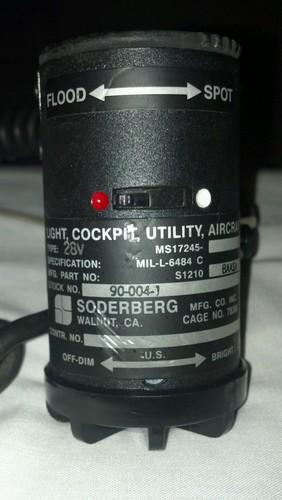 FLOOD SPOT
LIGHT, COCKPIT, UTILITY,
TYPE: 28V MS17245-
SPECIFICATION: MIL-L-6484 C
MFG. PART NO: S1210
STOCK NO. 90-004-1
SODERBERG MFG. CO. INC.
WALNUT, CA. CAGE NO.
CONTR. NO.
U.S.
OFF-DIM BRIGHT